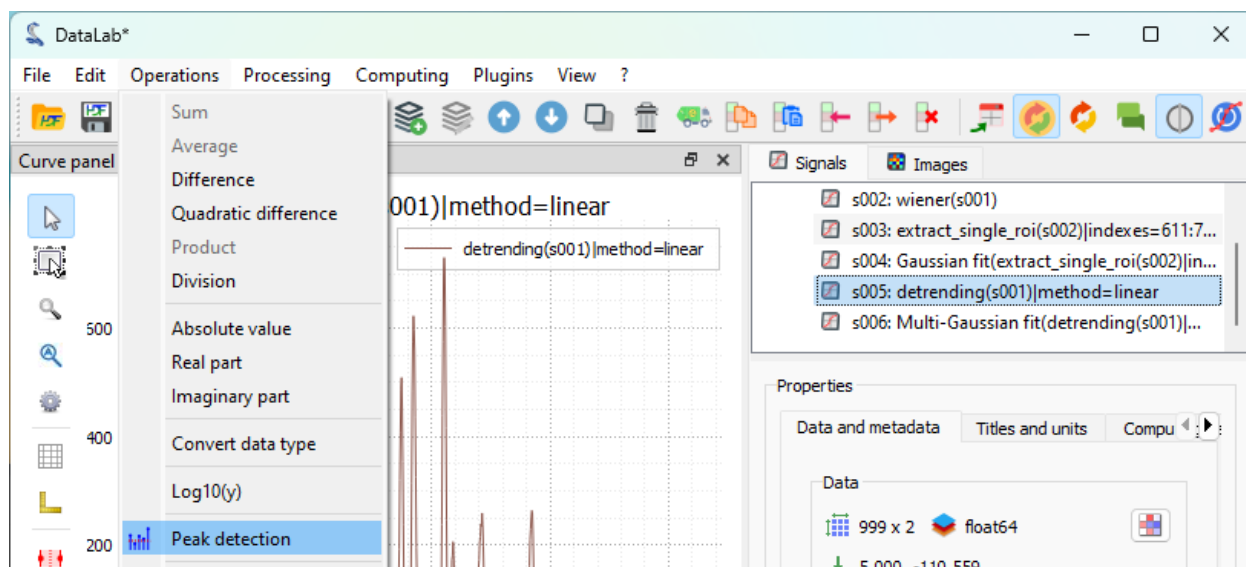 DataLab*
File Edit Operations Processing Computing Plugins View ?
Curve panel
Sum
Average
Difference
Quadratic difference
Product
Division
Absolute value
Real part
Imaginary part
Convert data type
Log10(y)
Peak detection
001)|method=linear
detrending(s001)|method=linear
500
400
200
Signals Images
s002: wiener(s001)
s003: extract_single_roi(s002)|indexes=611:7...
s004: Gaussian fit(extract_single_roi(s002)|in...
s005: detrending(s001)|method=linear
s006: Multi-Gaussian fit(detrending(s001)|...
Properties
Data and metadata Titles and units Compu
Data
999 x 2 float64